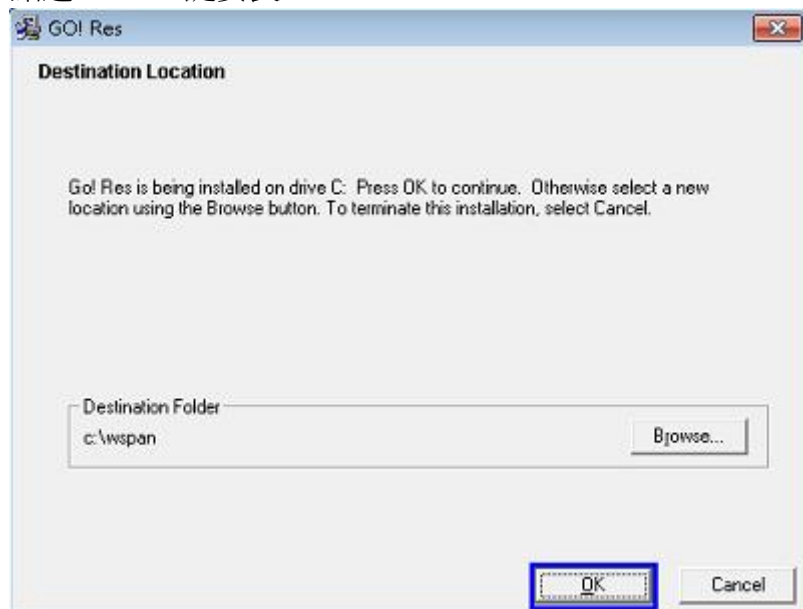 GO! Res
Destination Location
Go! Res is being installed on drive C: Press OK to continue. Otherwise select a new
location using the Browse button. To terminate this installation, select Cancel.
Destination Folder
c:\wspan
Browse...
OK
Cancel